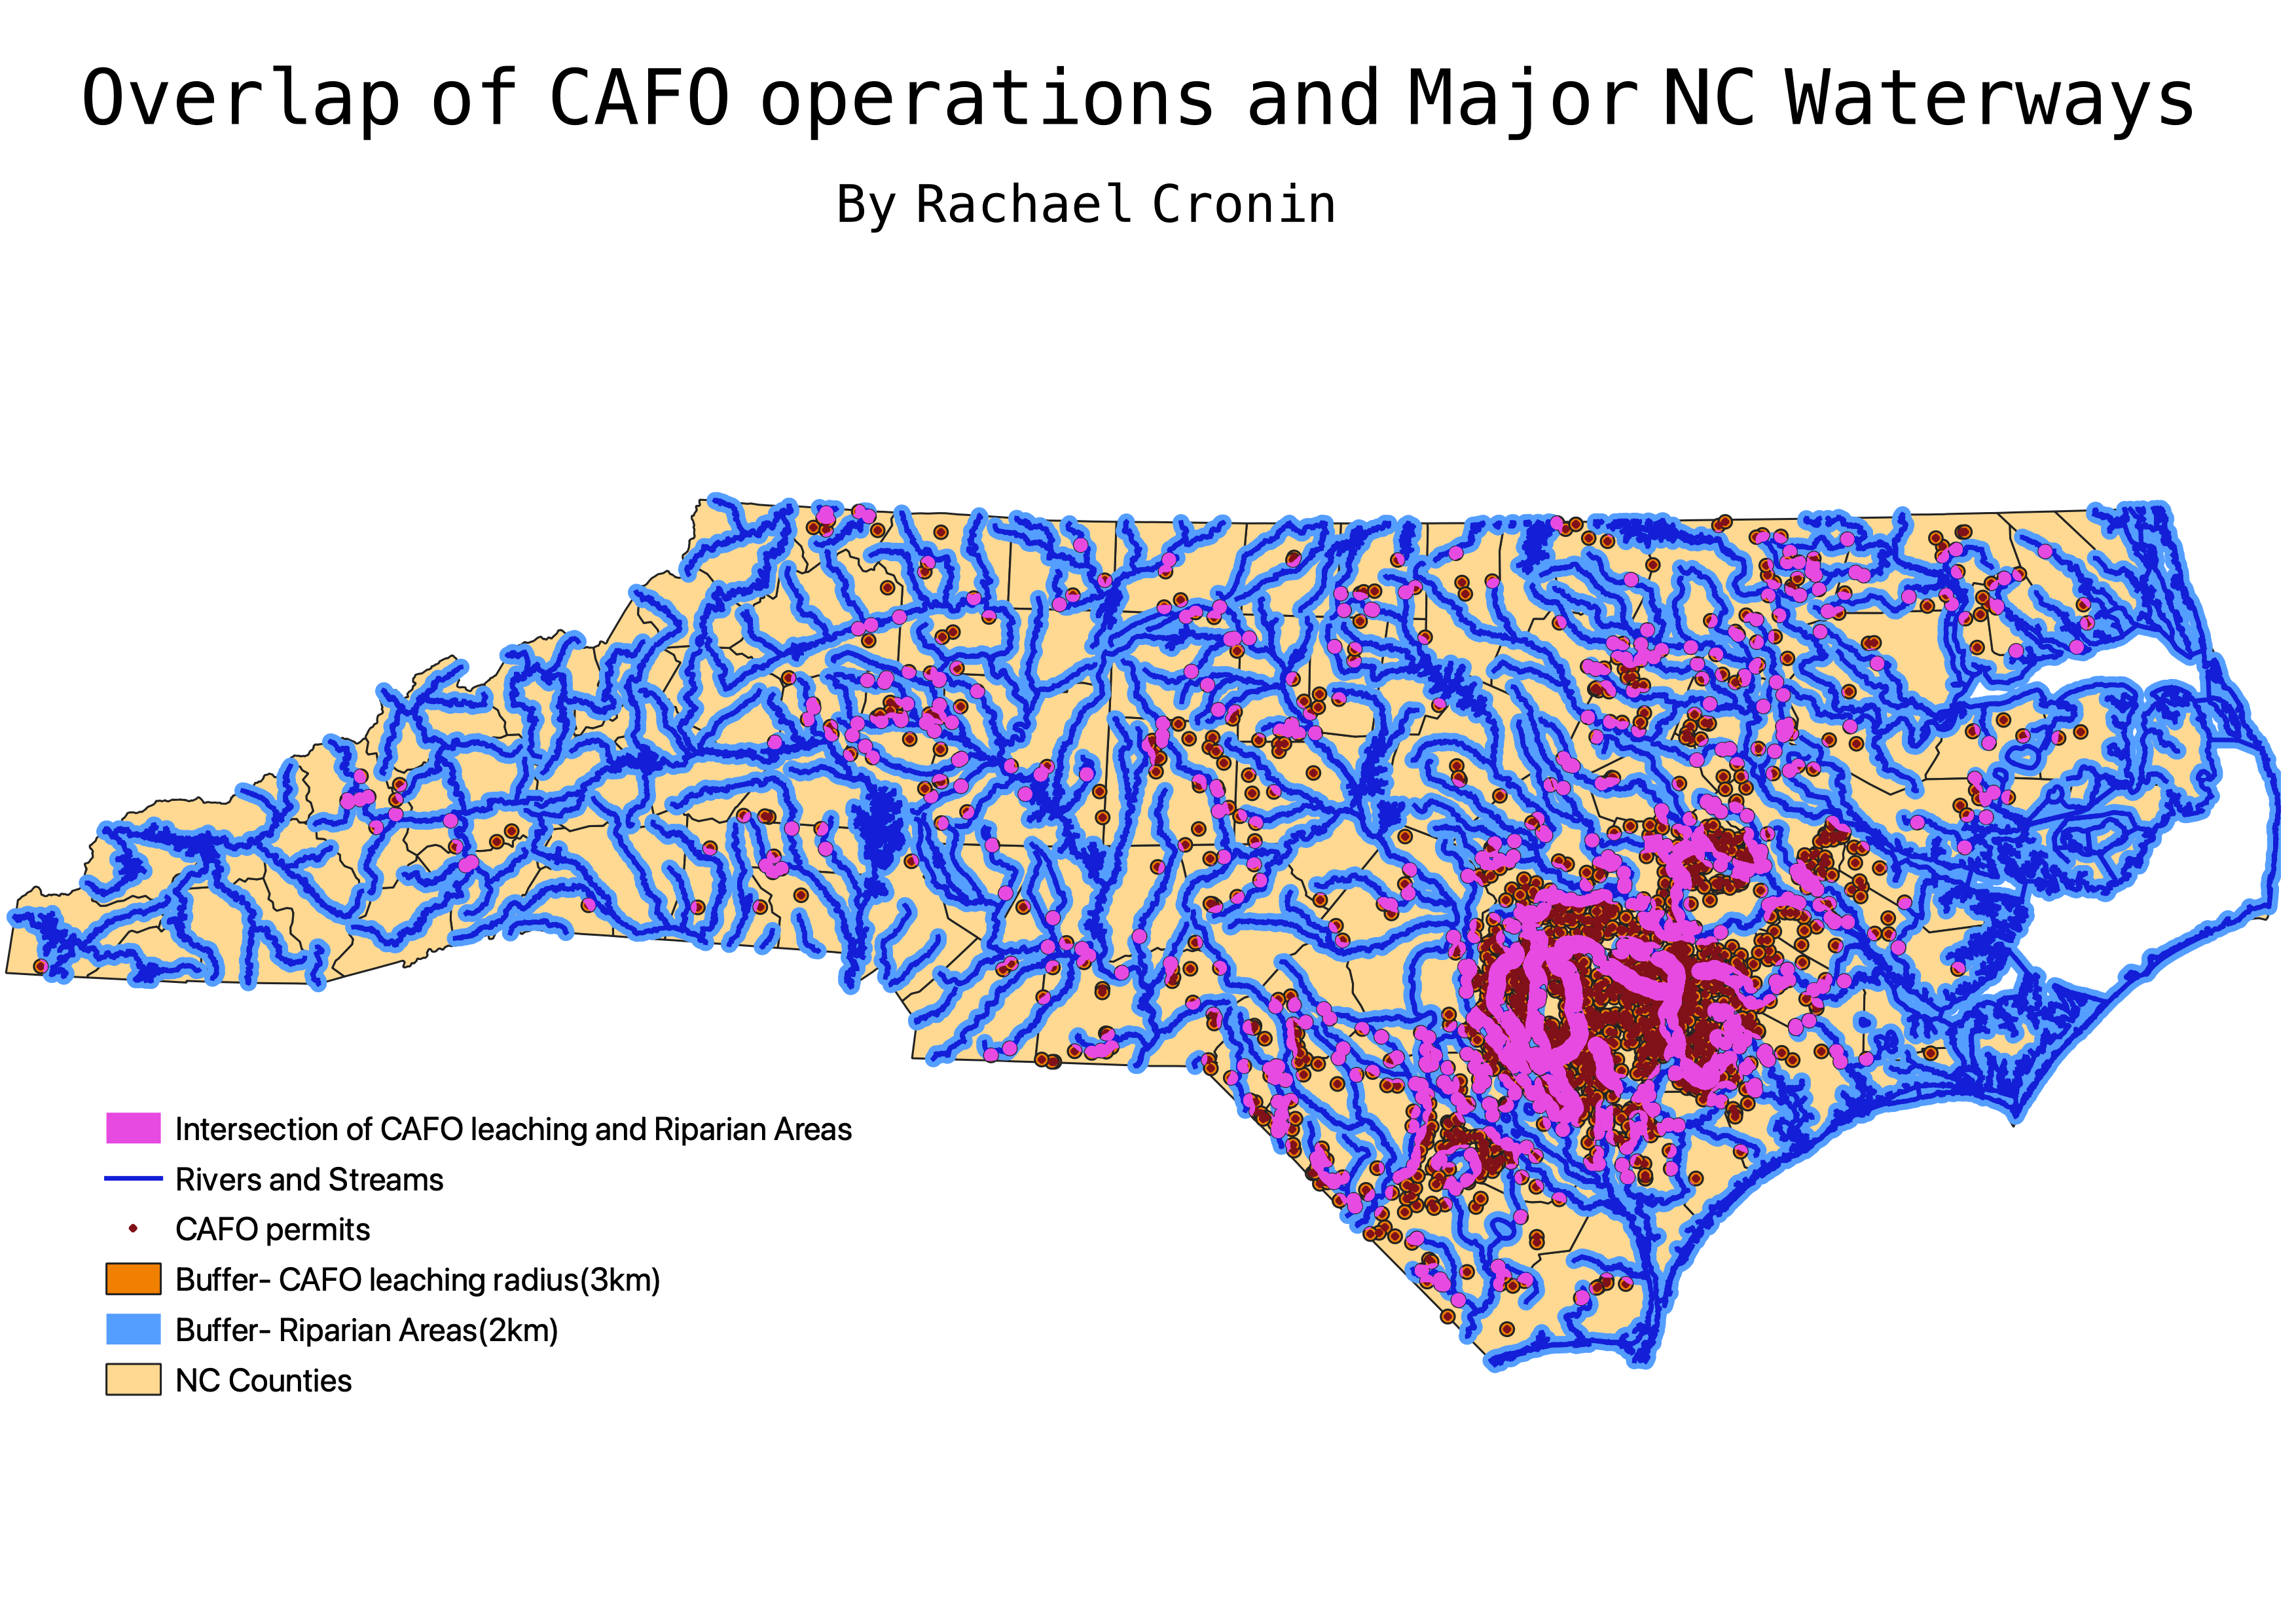 Overlap of CAFO operations and Major NC Waterways
By Rachael Cronin
Intersection of CAFO leaching and Riparian Areas
Rivers and Streams
CAFO permits
Buffer- CAFO leaching radius(3km)
Buffer- Riparian Areas(2km)
NC Counties